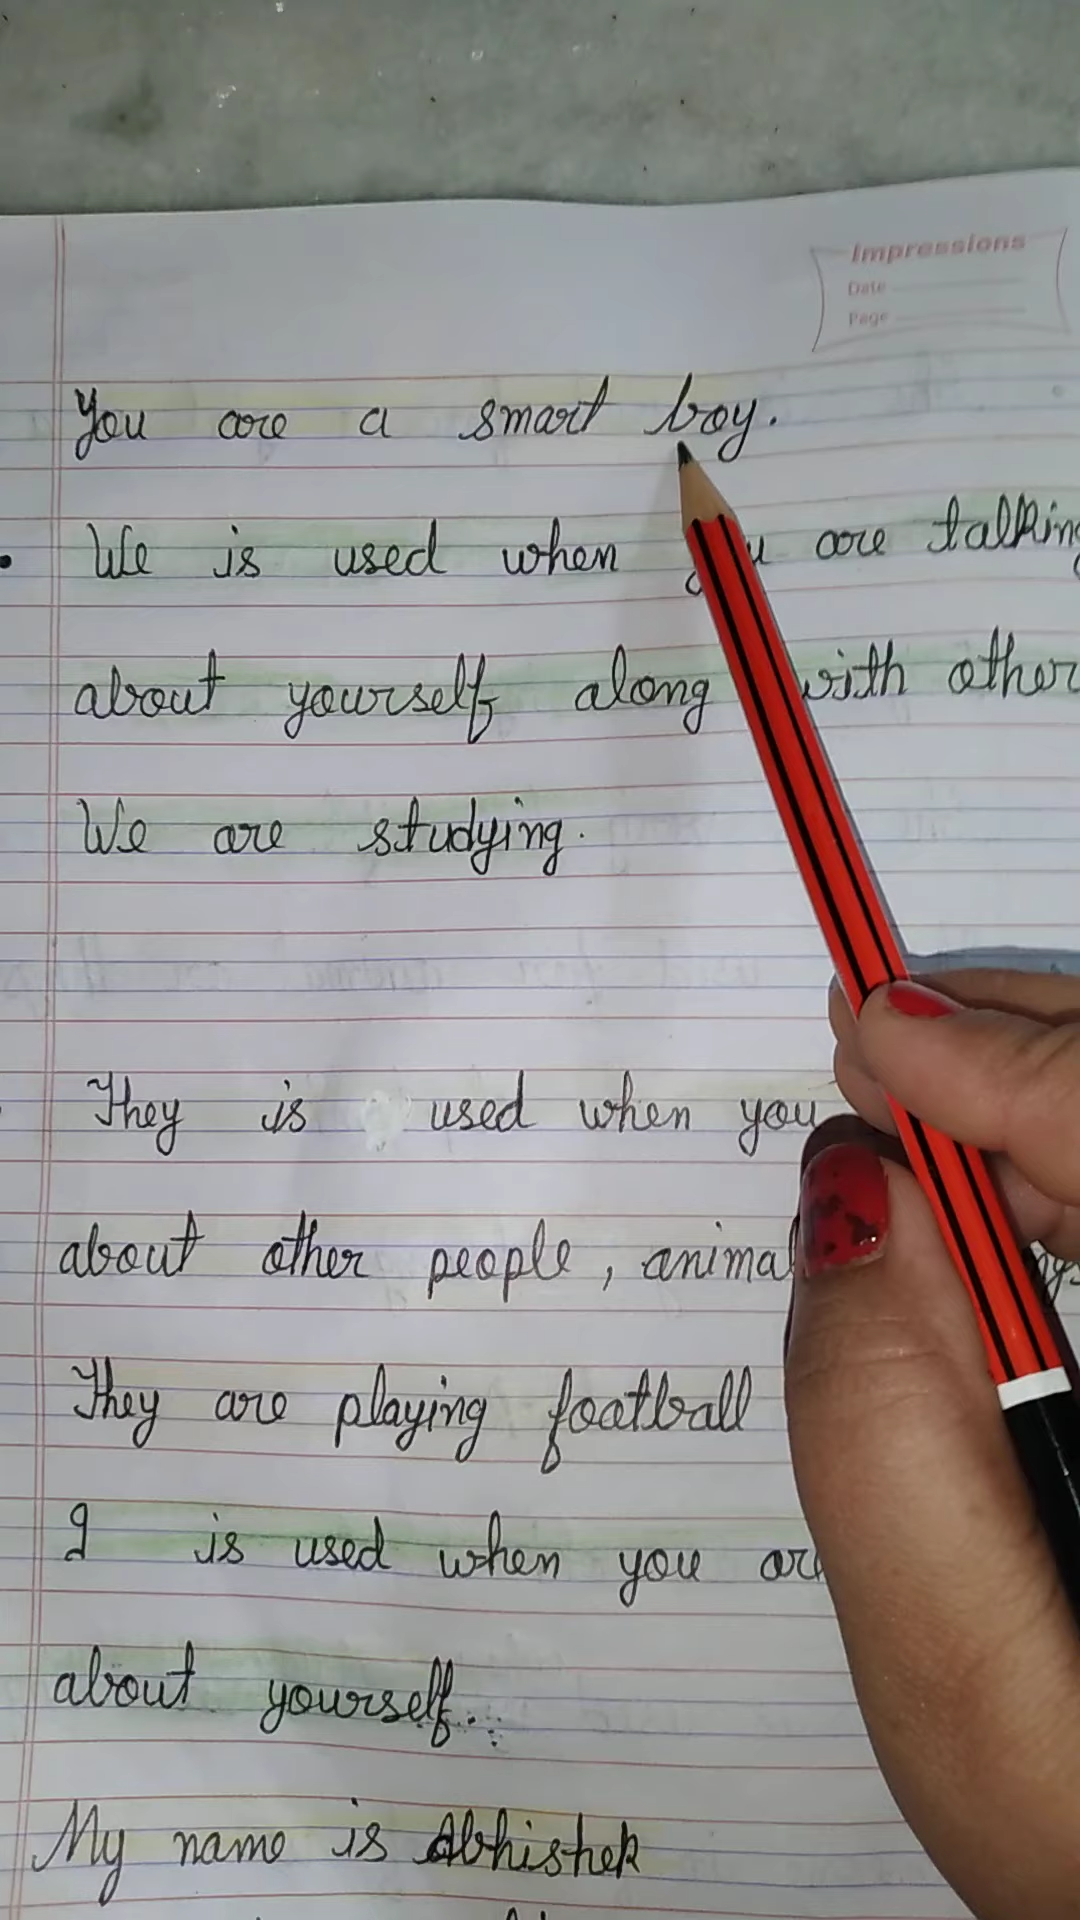 Impressions
Date
Page
You are a smart boy.
We is used when you are talking
about yourself along with other
We are studying.
They is used when you
about other people, animal
They are playing football
I is used when you are
about yourself.
My name is Abhishek